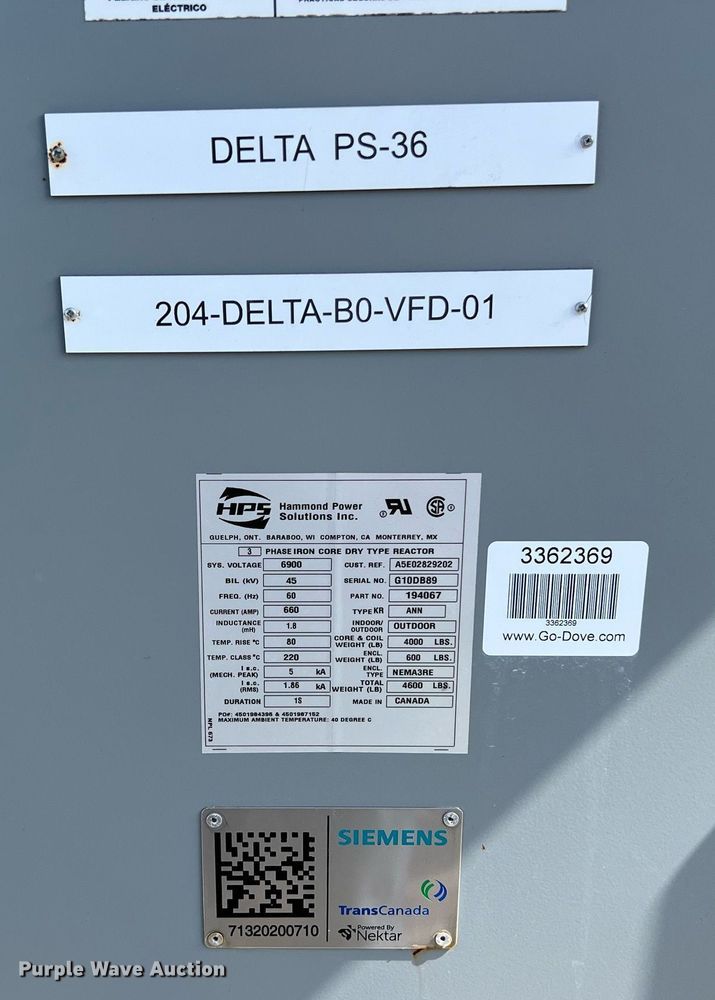 ELÉCTRICO
DELTA PS-36
204-DELTA-B0-VFD-01
HPS Hammond Power Solutions Inc.
GUELPH, ONT. BARABOO, WI COMPTON, CA MONTERREY, MX
3 PHASE IRON CORE DRY TYPE REACTOR
SYS. VOLTAGE 6900 CUST. REF. A5E02829202
BIL (kV) 45 SERIAL NO. G10DB89
FREQ. (Hz) 60 PART NO. 194067
CURRENT (AMP) 660 TYPE KR ANN
INDUCTANCE (mH) 1.8 INDOOR/OUTDOOR OUTDOOR
TEMP. RISE °C 80 CORE & COIL WEIGHT (LB) 4000 LBS.
TEMP. CLASS °C 220 ENCL. WEIGHT (LB) 600 LBS.
I s.c. (MECH. PEAK) 5 kA ENCL. TYPE NEMA3RE
I s.c. (RMS) 1.86 kA TOTAL WEIGHT (LB) 4600 LBS.
DURATION 1S MADE IN CANADA
PO#: 4501984396 & 4501987152
MAXIMUM AMBIENT TEMPERATURE: 40 DEGREE C
NPL 673
3362369
3362369
www.Go-Dove.com
SIEMENS
TransCanada
71320200710
Powered By
Nektar
Purple Wave Auction